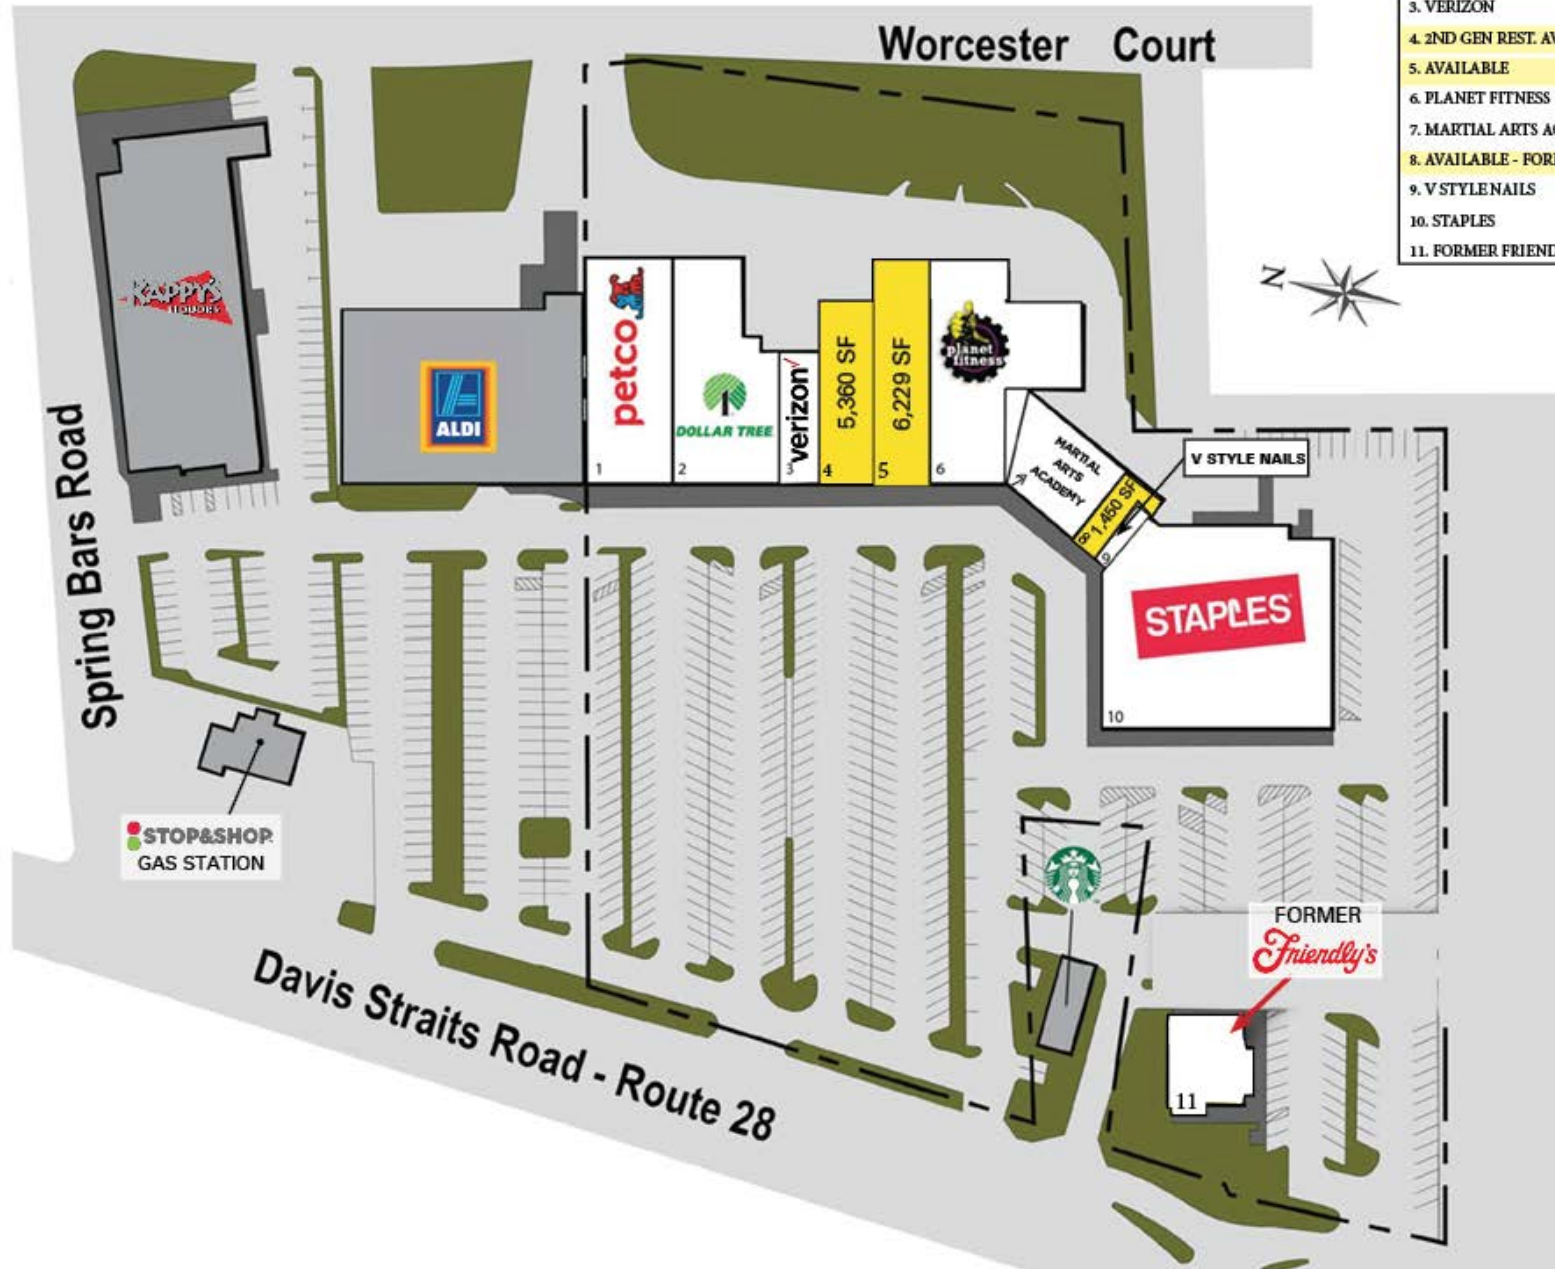 Worcester Court
3. VERIZON
4. 2ND GEN REST.
5. AVAILABLE
6. PLANET FITNESS
7. MARTIAL ARTS
8. AVAILABLE -
9. V STYLE NAILS
10. STAPLES
11. FORMER
N
KAPPY'S
LIQUORS
ALDI
petco
1
DOLLAR TREE
2
verizon
3
5,360 SF
4
6,229 SF
5
planet
fitness
6
MARTIAL
ARTS
ACADEMY
7
8 1,450 SF
9
V STYLE NAILS
STAPLES
10
Spring Bars Road
STOP&SHOP
GAS STATION
FORMER
Friendly's
11
Davis Straits Road - Route 28